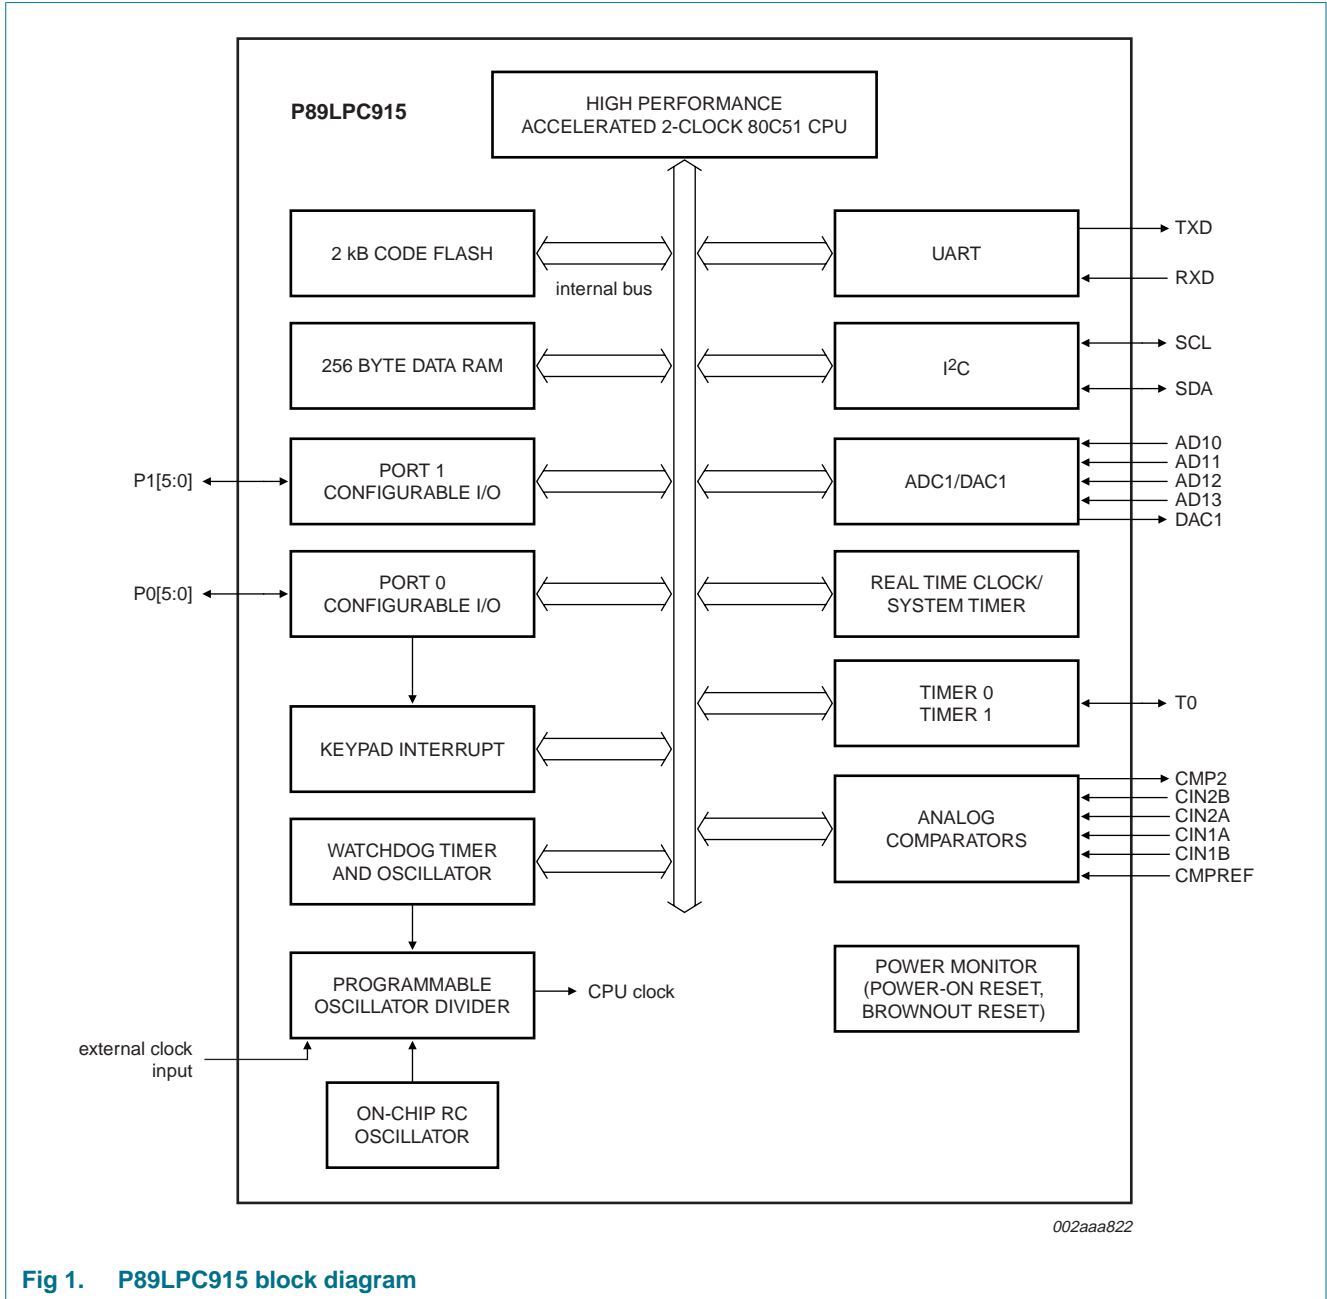 P89LPC915
HIGH PERFORMANCE
ACCELERATED 2-CLOCK 80C51 CPU
2 kB CODE FLASH
internal bus
256 BYTE DATA RAM
P1[5:0]
PORT 1
CONFIGURABLE I/O
P0[5:0]
PORT 0
CONFIGURABLE I/O
KEYPAD INTERRUPT
WATCHDOG TIMER
AND OSCILLATOR
PROGRAMMABLE
OSCILLATOR DIVIDER
CPU clock
external clock
input
ON-CHIP RC
OSCILLATOR
UART
TXD
RXD
I2C
SCL
SDA
ADC1/DAC1
AD10
AD11
AD12
AD13
DAC1
REAL TIME CLOCK/
SYSTEM TIMER
TIMER 0
TIMER 1
T0
ANALOG
COMPARATORS
CMP2
CIN2B
CIN2A
CIN1A
CIN1B
CMPREF
POWER MONITOR
(POWER-ON RESET,
BROWNOUT RESET)
002aaa822
Fig 1. P89LPC915 block diagram